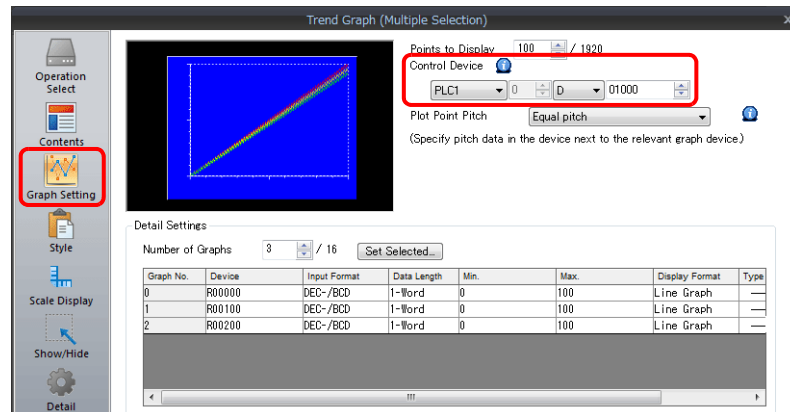 Trend Graph (Multiple Selection)
Operation
Select
Contents
Graph Setting
Style
Scale Display
Show/Hide
Detail
Points to Display 100 / 1920
Control Device
PLC1 0 D 01000
Plot Point Pitch Equal pitch
(Specify pitch data in the device next to the relevant graph device.)
Detail Settings
Number of Graphs 3 / 16 Set Selected...
Graph No. Device Input Format Data Length Min. Max. Display Format Type
0 R00000 DEC-/BCD 1-Word 0 100 Line Graph
1 R00100 DEC-/BCD 1-Word 0 100 Line Graph
2 R00200 DEC-/BCD 1-Word 0 100 Line Graph